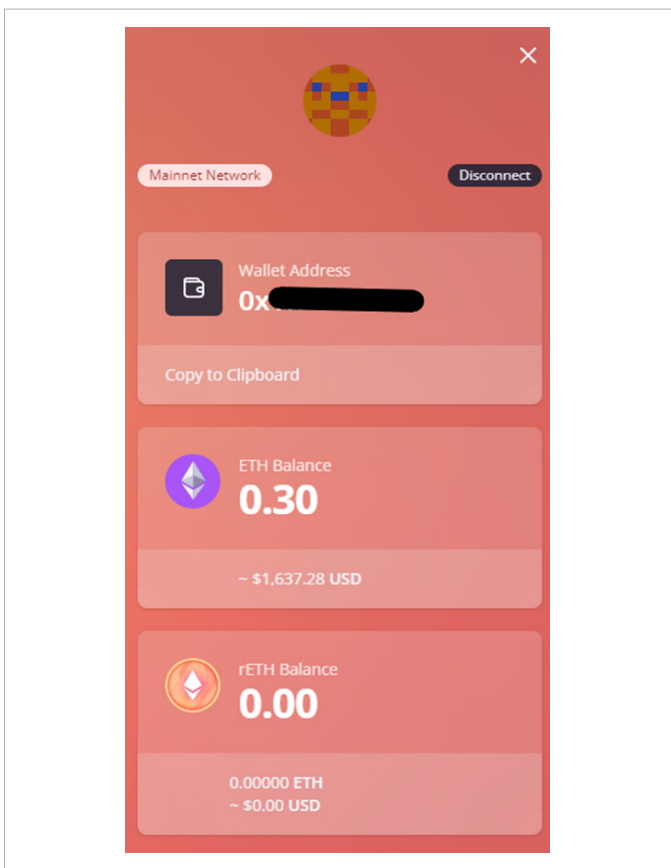 Mainnet Network
Disconnect
Wallet Address
0x
Copy to Clipboard
ETH Balance
0.30
~ $1,637.28 USD
rETH Balance
0.00
0.00000 ETH
~ $0.00 USD